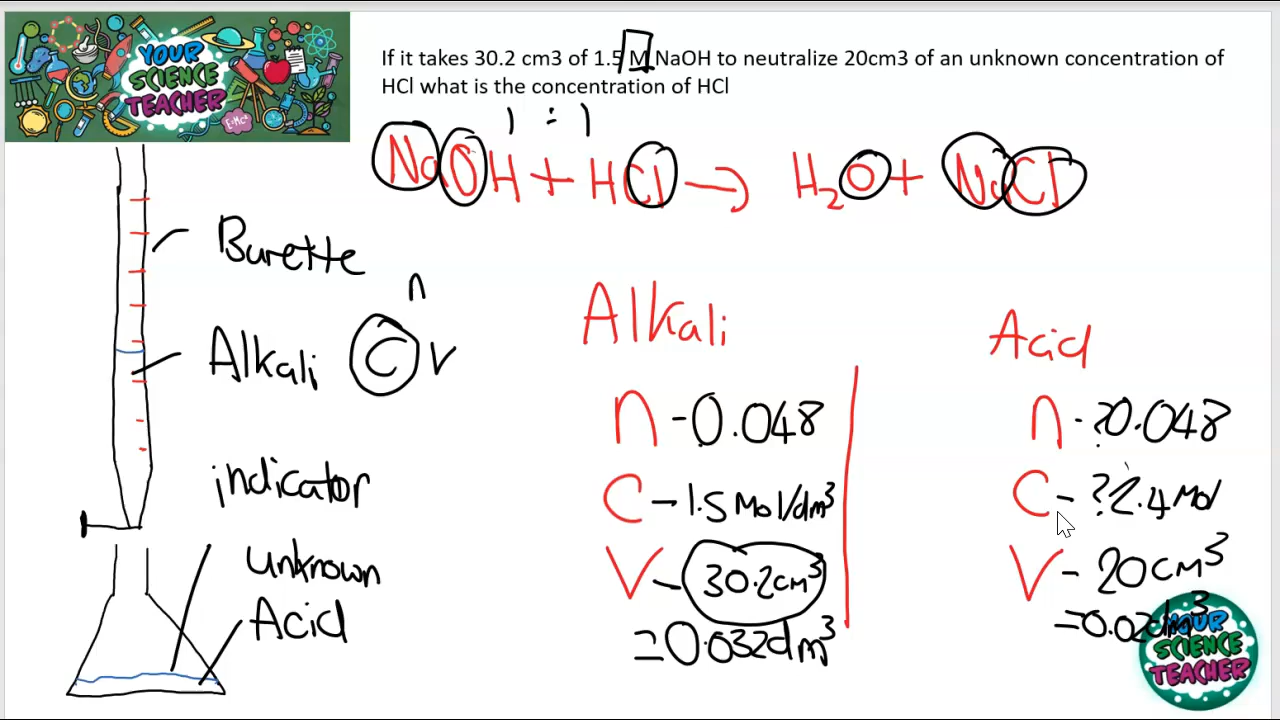 YOUR
SCIENCE
TEACHER
E=MC²
If it takes 30.2 cm3 of 1.5 M NaOH to neutralize 20cm3 of an unknown concentration of
HCl what is the concentration of HCl
1 : 1
NaOH + HCl → H₂O + NaCl
Burette
n
Alkali C V
indicator
unknown
Acid
Alkali
n - 0.048
C - 1.5 Mol/dm³
V - 30.2cm³
= 0.032dm³
Acid
n - ?0.048
C - ?2.4 Mol
V - 20cm³
=0.02dm³
YOUR
SCIENCE
TEACHER